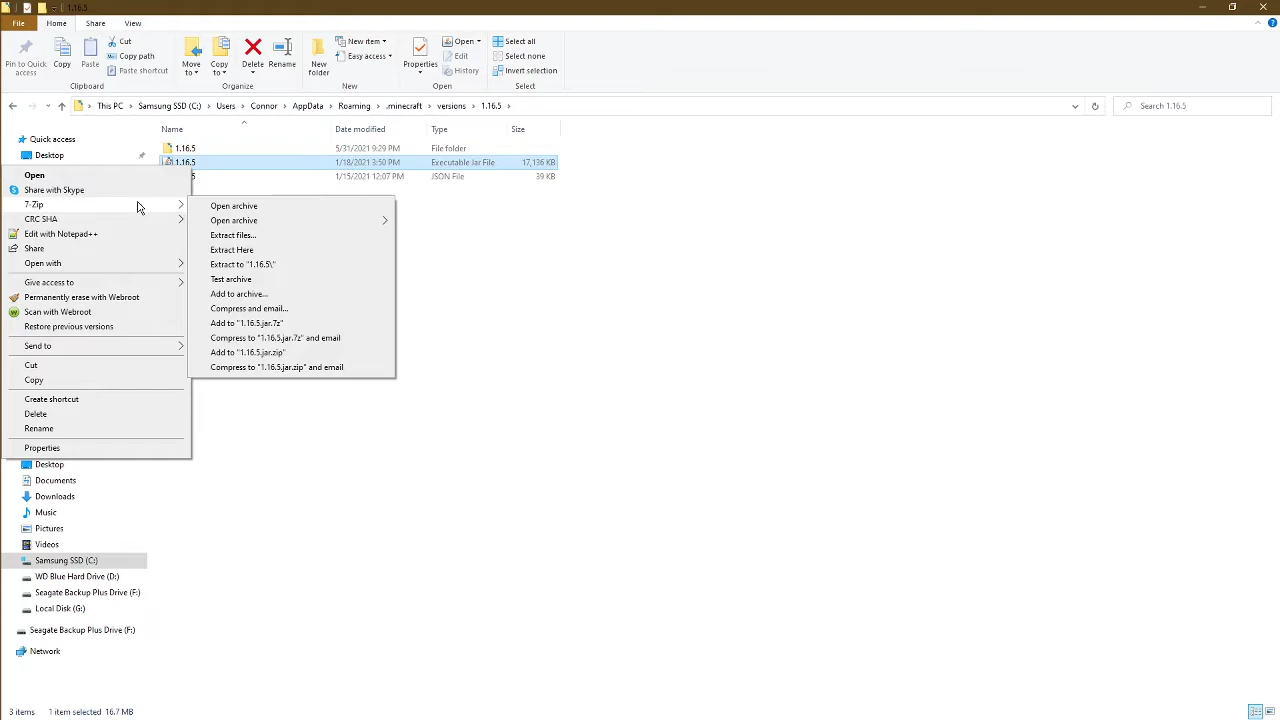 1.16.5
File
Home
Share
View
Pin to Quick access
Copy
Paste
Cut
Copy path
Paste shortcut
Clipboard
Move to
Copy to
Delete
Rename
Organize
New folder
New item
Easy access
New
Properties
Open
Edit
History
Open
Select all
Select none
Invert selection
Select
This PC > Samsung SSD (C:) > Users > Connor > AppData > Roaming > .minecraft > versions > 1.16.5 >
Search 1.16.5
Name
Date modified
Type
Size
Quick access
Desktop
1.16.5 5/31/2021 9:29 PM File folder
1.16.5 1/18/2021 3:50 PM Executable Jar File 17,136 KB
5 1/15/2021 12:07 PM JSON File 39 KB
Open
Share with Skype
7-Zip
CRC SHA
Edit with Notepad++
Share
Open with
Give access to
Permanently erase with Webroot
Scan with Webroot
Restore previous versions
Send to
Cut
Copy
Create shortcut
Delete
Rename
Properties
Open archive
Open archive
Extract files...
Extract Here
Extract to "1.16.5\"
Test archive
Add to archive...
Compress and email...
Add to "1.16.5.jar.7z"
Compress to "1.16.5.jar.7z" and email
Add to "1.16.5.jar.zip"
Compress to "1.16.5.jar.zip" and email
Desktop
Documents
Downloads
Music
Pictures
Videos
Samsung SSD (C:)
WD Blue Hard Drive (D:)
Seagate Backup Plus Drive (F:)
Local Disk (G:)
Seagate Backup Plus Drive (F:)
Network
3 items
1 item selected 16.7 MB